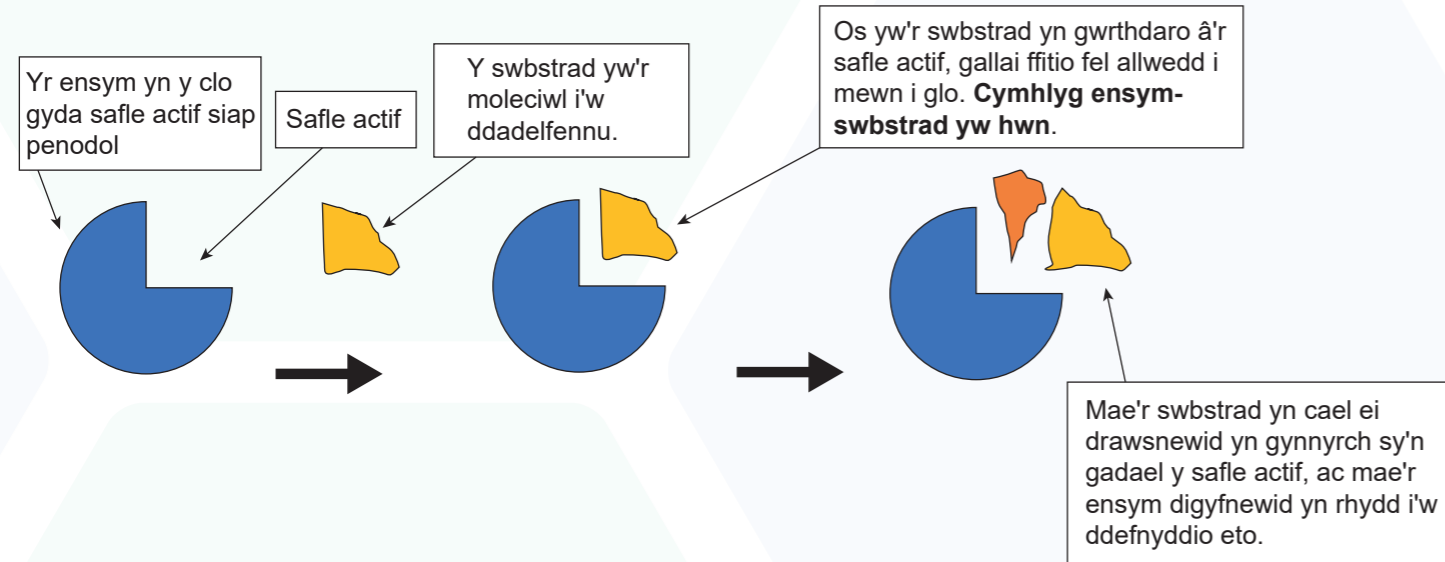 Yr ensym yn y clo
gyda safle actif siap
penodol
Safle actif
Y swbstrad yw'r
moleciwl i'w
ddadelfennu.
Os yw'r swbstrad yn gwrthdaro â'r
safle actif, gallai ffitio fel allwedd i
mewn i glo. Cymhlyg ensym-
swbstrad yw hwn.
Mae'r swbstrad yn cael ei
drawsnewid yn gynnyrch sy'n
gadael y safle actif, ac mae'r
ensym digyfnewid yn rhydd i'w
ddefnyddio eto.